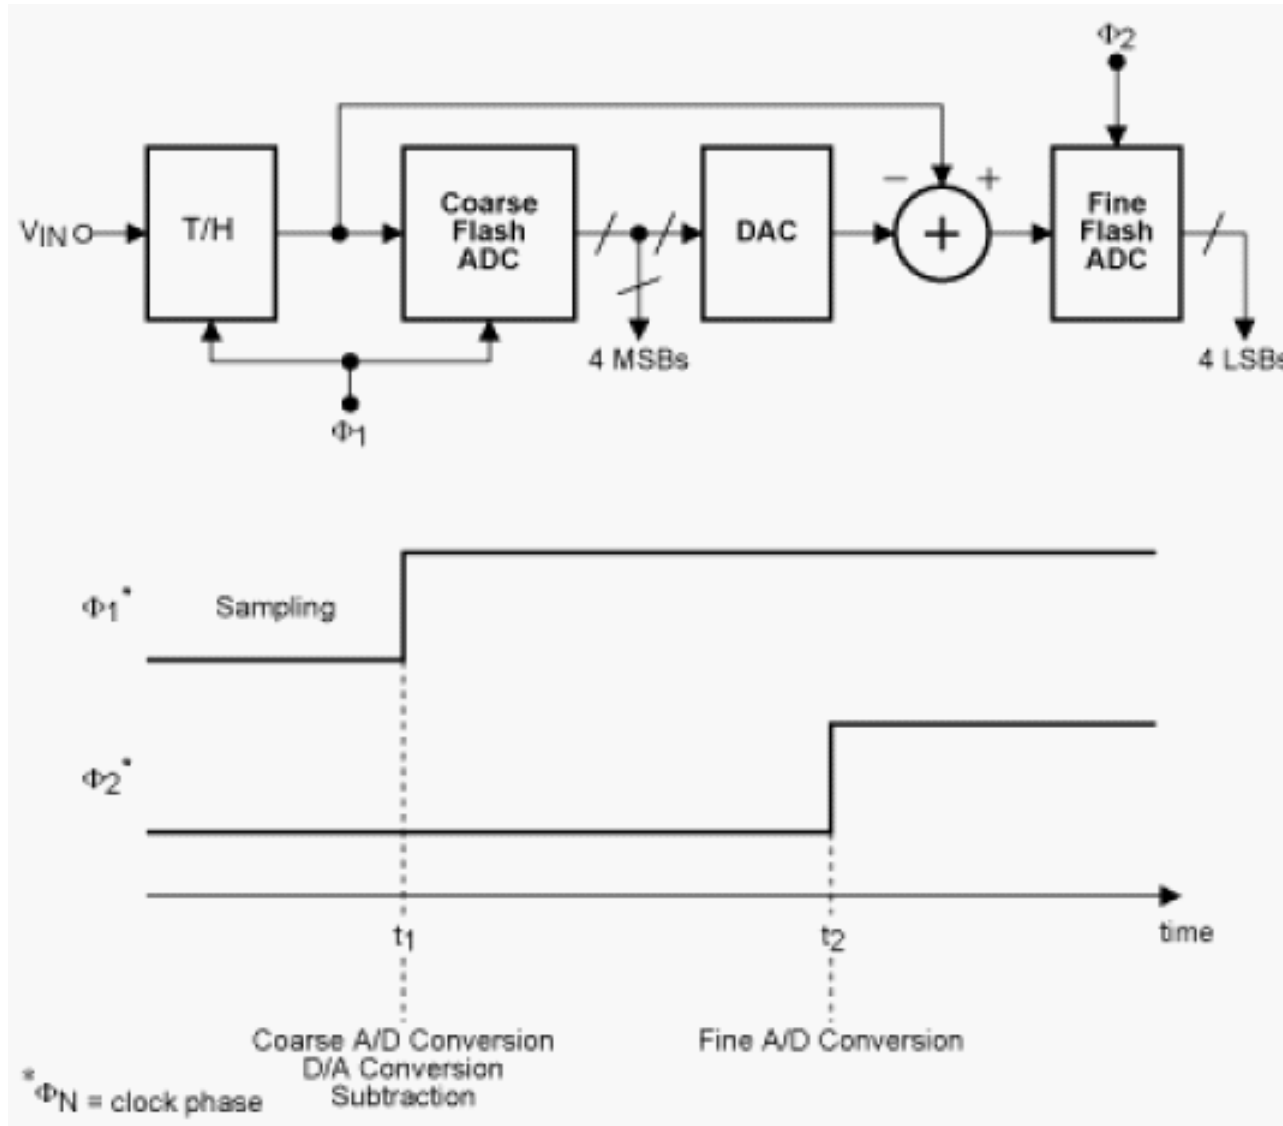 Φ2
− +
VIN
T/H
Coarse
Flash
ADC
DAC
+
Fine
Flash
ADC
4 MSBs
4 LSBs
Φ1
Φ1*
Sampling
Φ2*
t1
t2
time
Coarse A/D Conversion
D/A Conversion
Subtraction
Fine A/D Conversion
*ΦN = clock phase